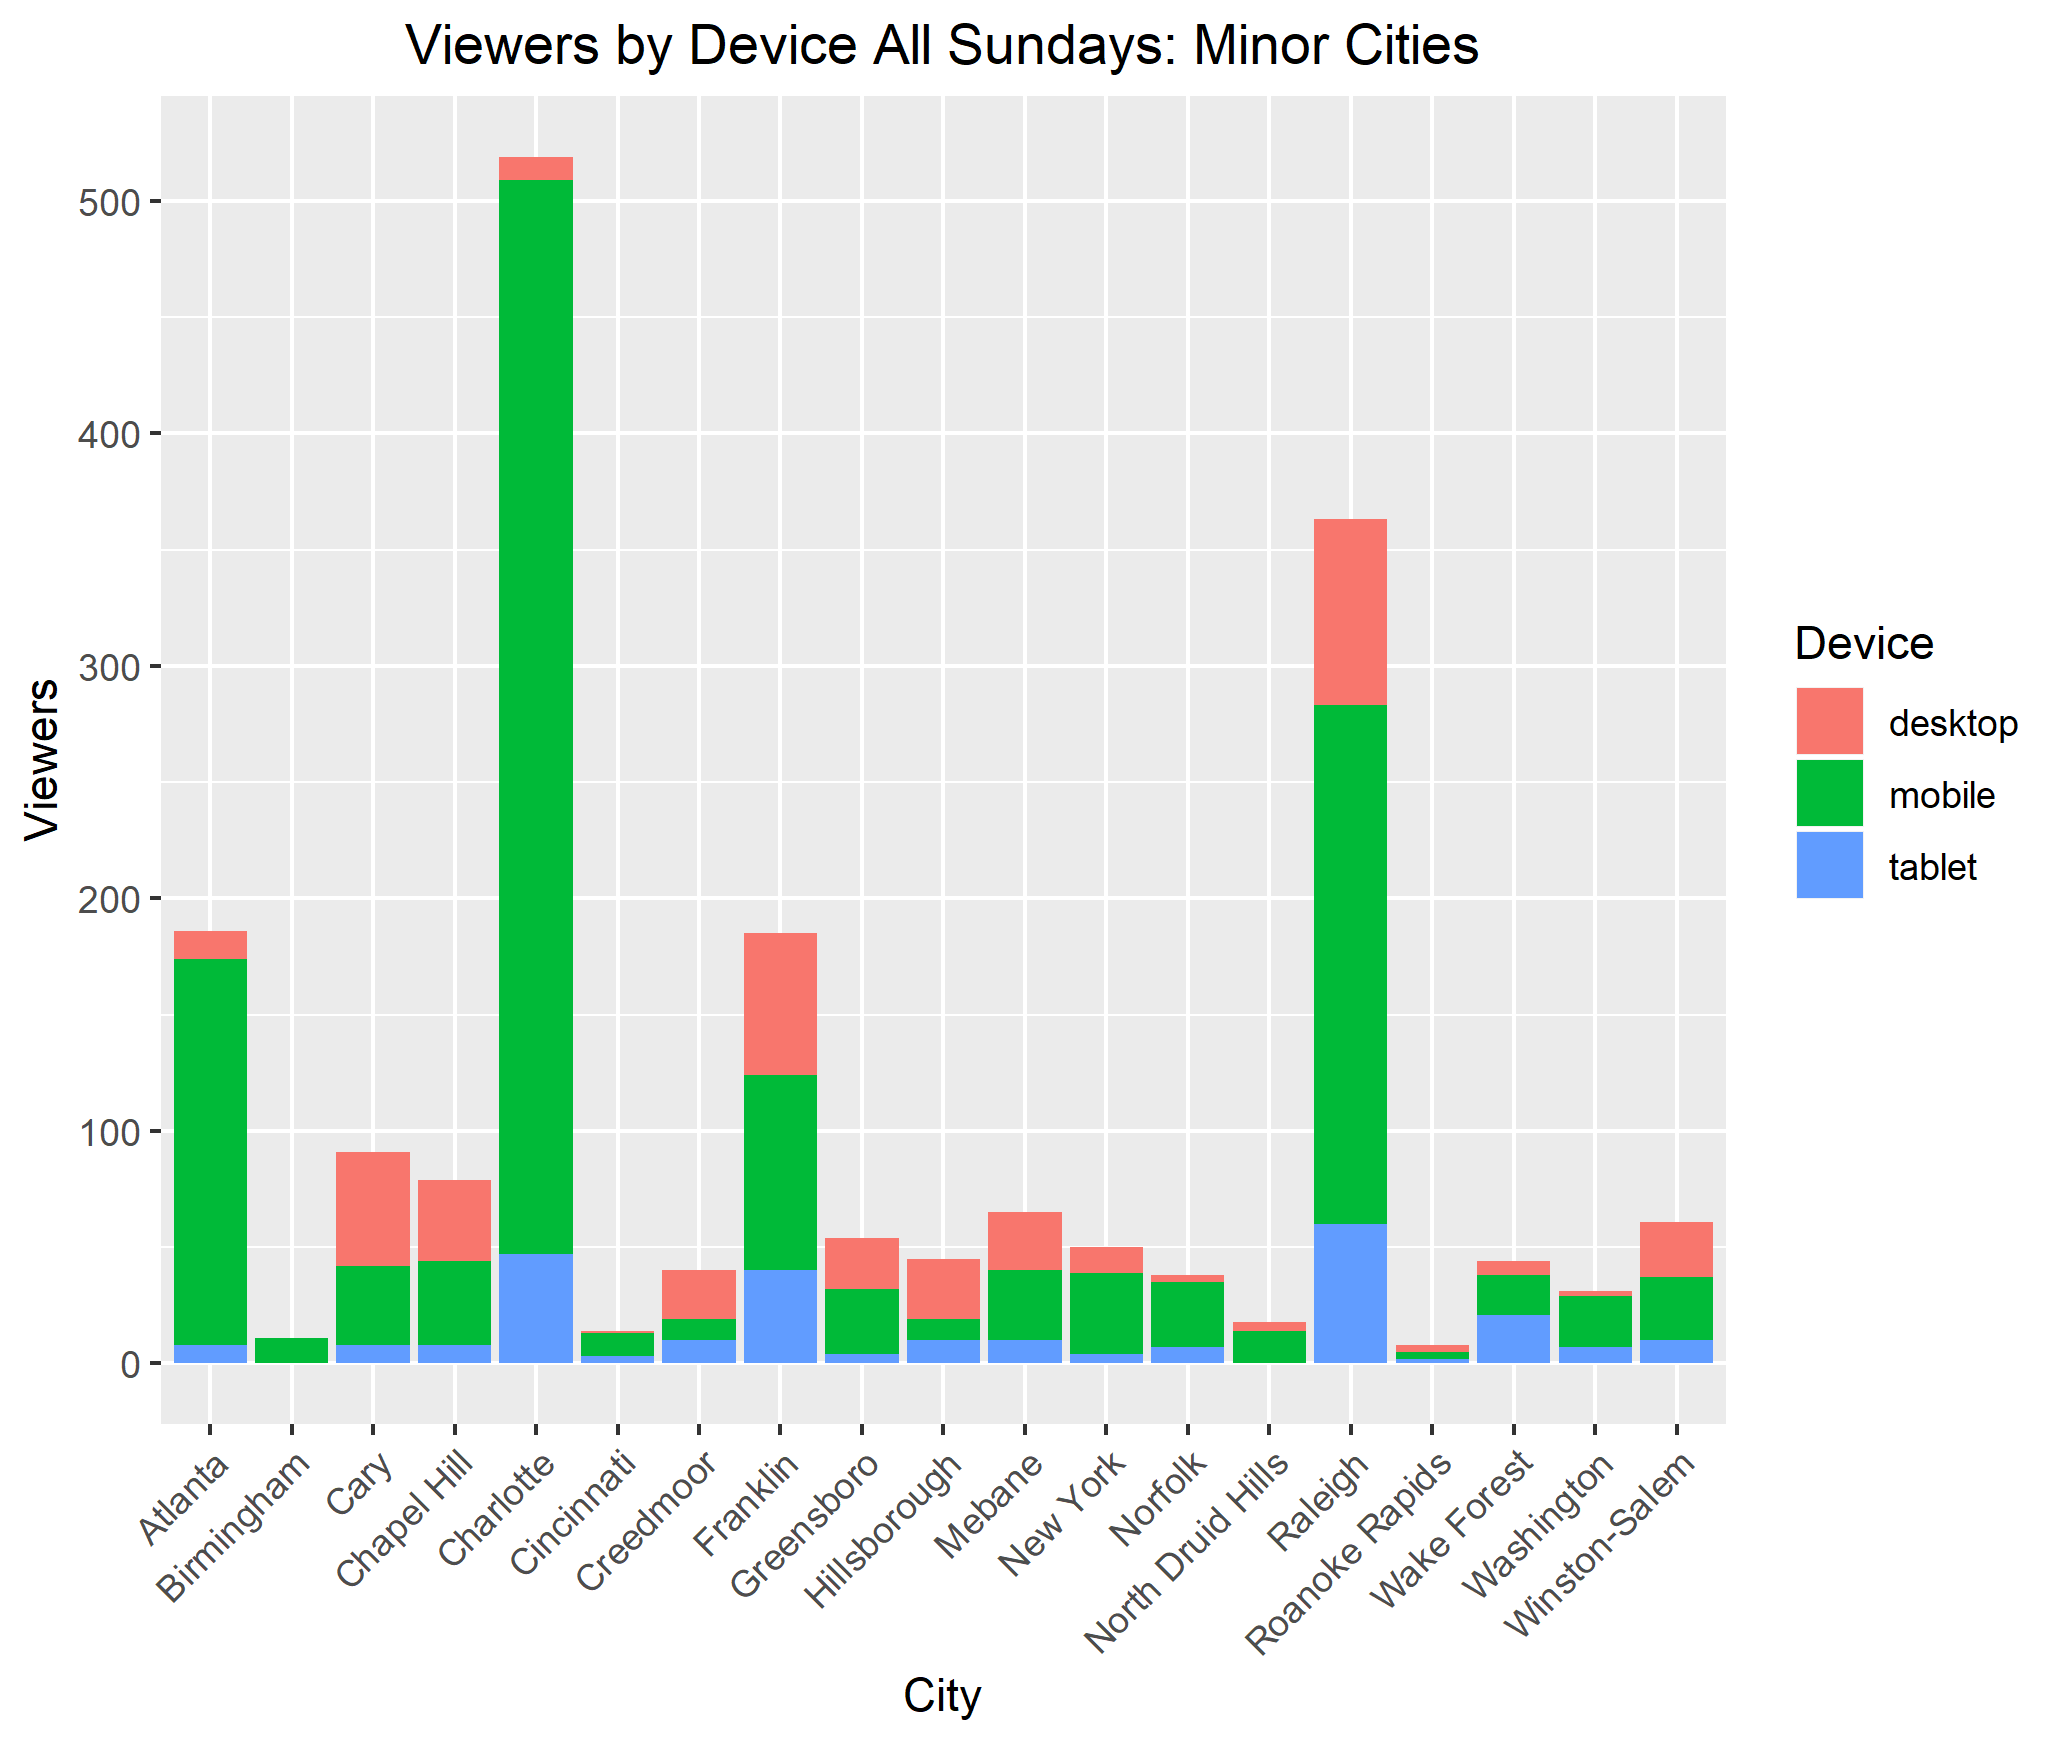 Viewers by Device All Sundays: Minor Cities
Viewers
500
400
300
200
100
0
Atlanta
Birmingham
Cary
Chapel Hill
Charlotte
Cincinnati
Creedmoor
Franklin
Greensboro
Hillsborough
Mebane
New York
Norfolk
North Druid Hills
Raleigh
Roanoke Rapids
Wake Forest
Washington
Winston-Salem
City
Device
desktop
mobile
tablet